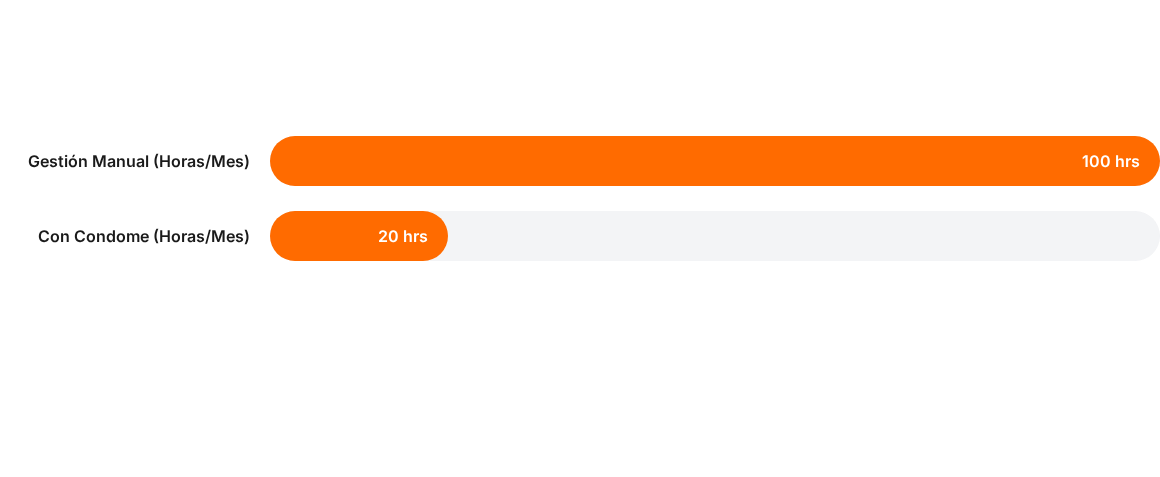 Gestión Manual (Horas/Mes)
100 hrs
Con Condome (Horas/Mes)
20 hrs